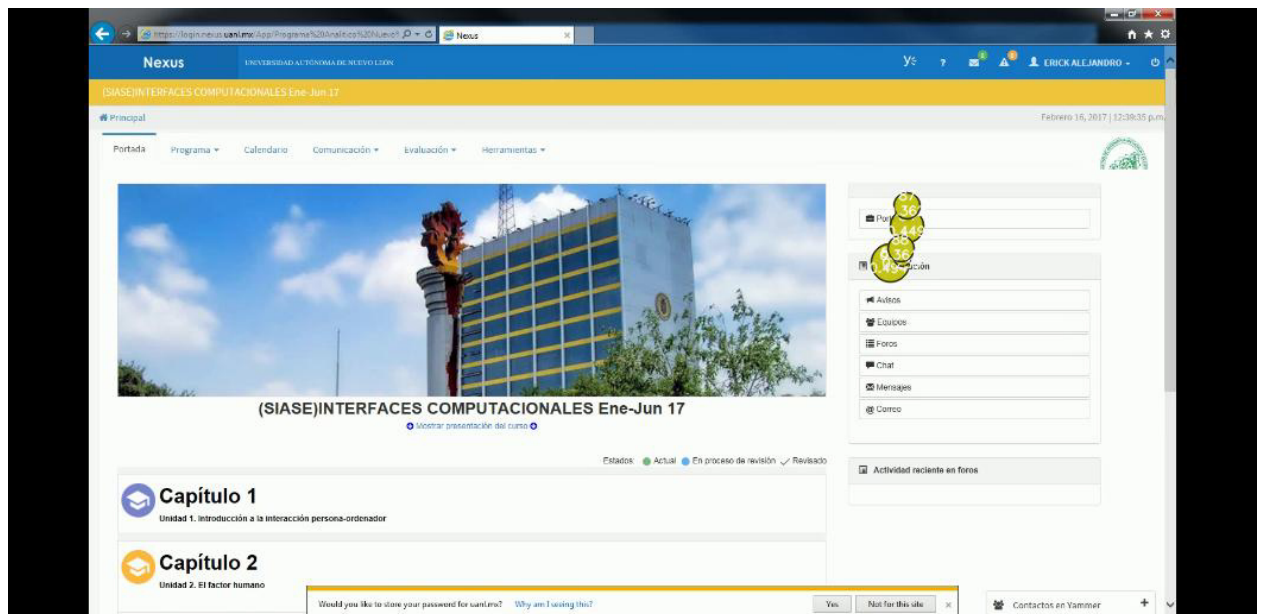 Nexus
Nexus
UNIVERSIDAD AUTÓNOMA DE NUEVO LEÓN
? ERICK ALEJANDRO
(SIASE)INTERFACES COMPUTACIONALES Ene-Jun 17
Principal
Febrero 16, 2017 | 12:39:35 p.m.
Portada Programa Calendario Comunicación Evaluación Herramientas
Avisos
Equipos
Foros
Chat
Mensajes
@ Correo
(SIASE)INTERFACES COMPUTACIONALES Ene-Jun 17
Mostrar presentación del curso
Estados: Actual En proceso de revisión Revisado
Actividad reciente en foros
Capítulo 1
Unidad 1. Introducción a la interacción persona-ordenador
Capítulo 2
Unidad 2. El factor humano
Would you like to store your password for uanl.mx? Why am I seeing this? Yes Not for this site
Contactos en Yammer +